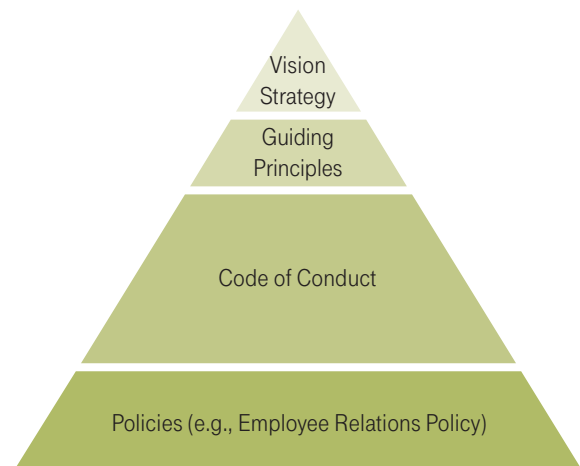 Vision
Strategy
Guiding
Principles
Code of Conduct
Policies (e.g., Employee Relations Policy)